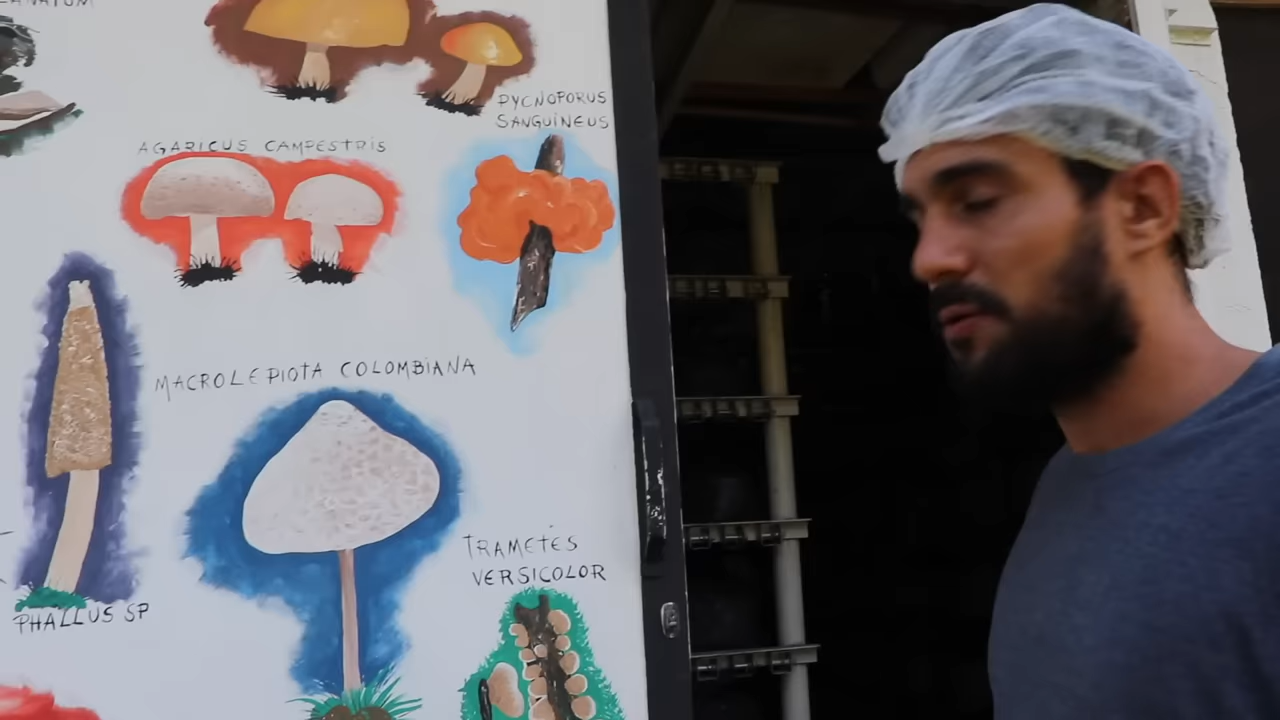 PYCNOPORUS
SANGUINEUS
AGARICUS CAMPESTRIS
MACROLEPIOTA COLOMBIANA
TRAMETES
VERSICOLOR
PHALLUS SP